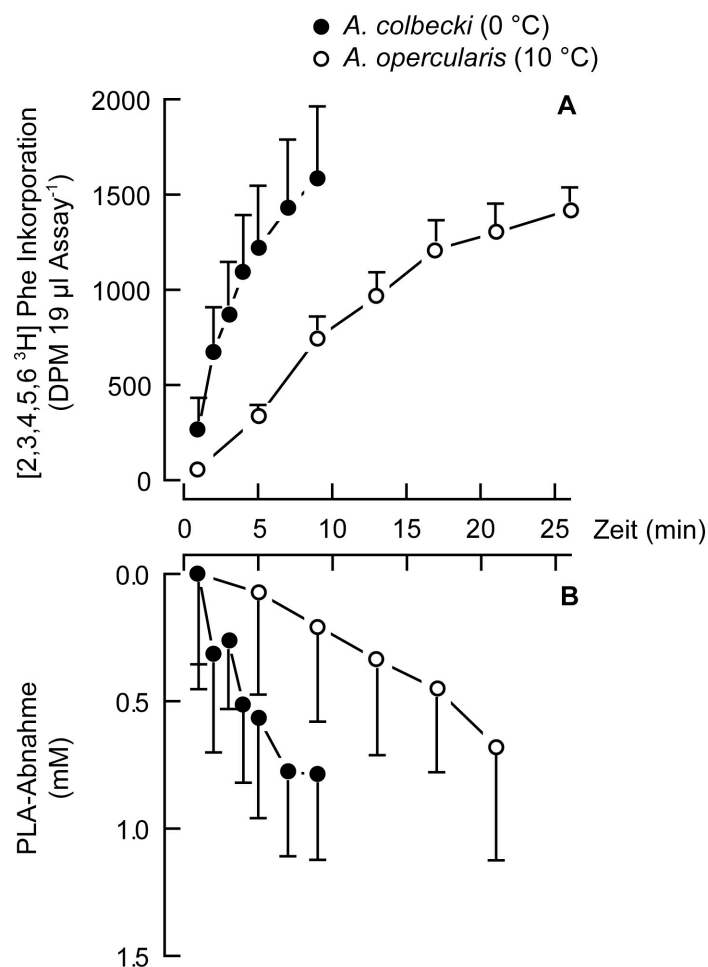 A. colbecki (0 °C)
A. opercularis (10 °C)
A
[2,3,4,5,6 ³H] Phe Inkorporation
(DPM 19 µl Assay⁻¹)
2000
1500
1000
500
0
0 5 10 15 20 25 Zeit (min)
B
PLA-Abnahme
(mM)
0.0
0.5
1.0
1.5